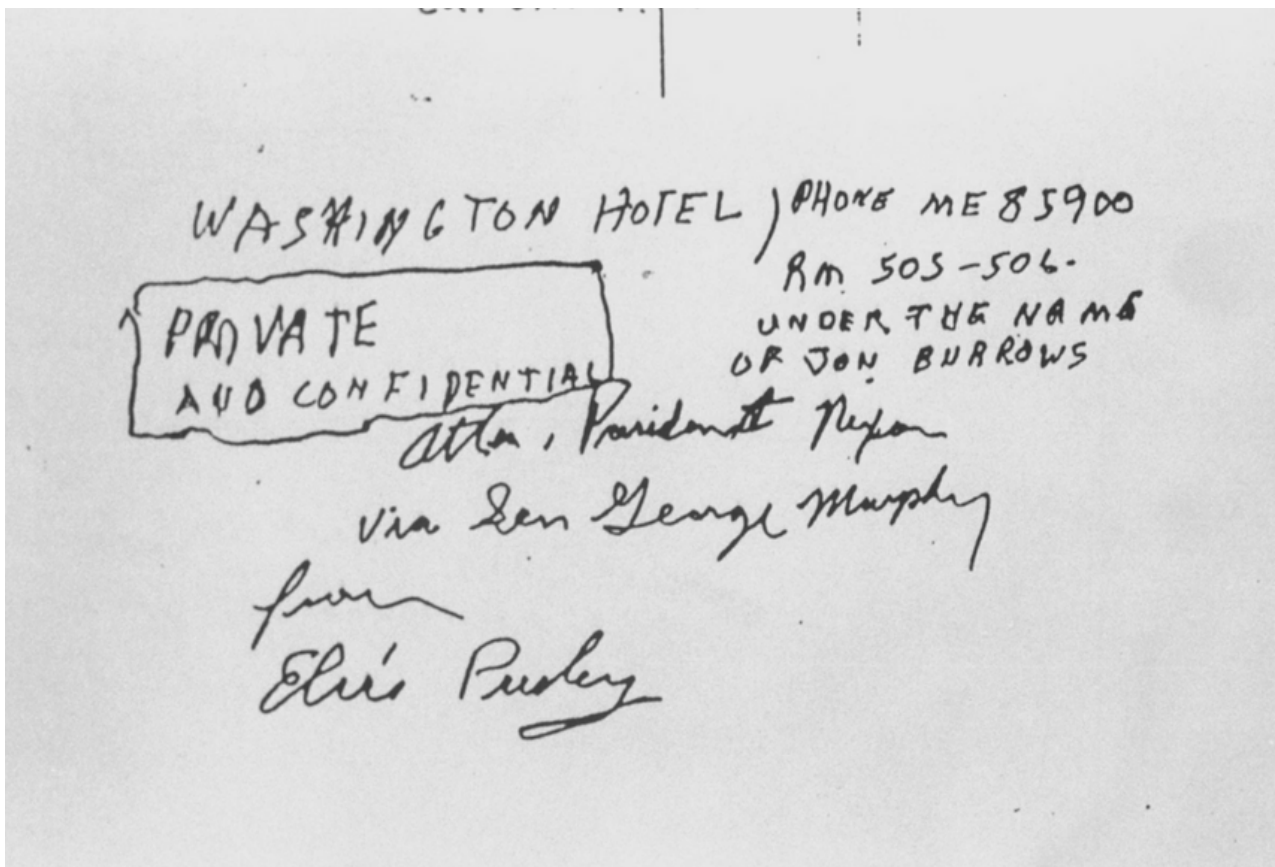 WASHINGTON HOTEL) PHONE ME 85900
RM 505-506.
UNDER THE NAME
OF JON BURROWS
PRIVATE
AND CONFIDENTIAL
Attn, President Nixon
via Sen George Murphy
from
Elvis Presley